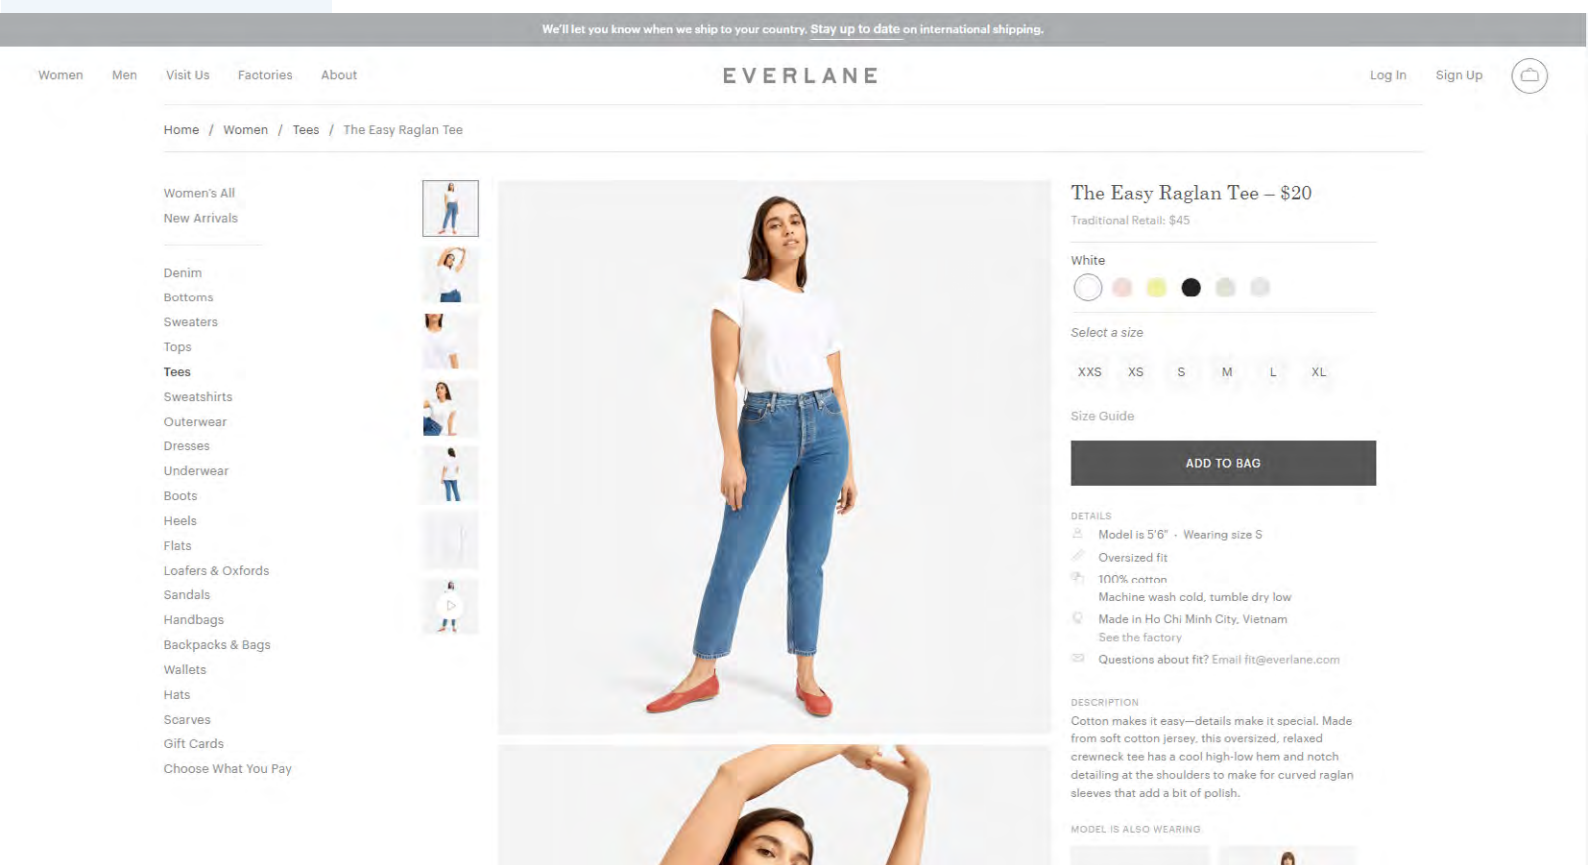 We'll let you know when we ship to your country. Stay up to date on international shipping.
Women Men Visit Us Factories About
EVERLANE
Log In Sign Up
Home / Women / Tees / The Easy Raglan Tee
Women's All
New Arrivals
Denim
Bottoms
Sweaters
Tops
Tees
Sweatshirts
Outerwear
Dresses
Underwear
Boots
Heels
Flats
Loafers & Oxfords
Sandals
Handbags
Backpacks & Bags
Wallets
Hats
Scarves
Gift Cards
Choose What You Pay
The Easy Raglan Tee – $20
Traditional Retail: $45
White
Select a size
XXS XS S M L XL
Size Guide
ADD TO BAG
DETAILS
Model is 5'6" · Wearing size S
Oversized fit
100% cotton
Machine wash cold, tumble dry low
Made in Ho Chi Minh City, Vietnam
See the factory
Questions about fit? Email fit@everlane.com
DESCRIPTION
Cotton makes it easy—details make it special. Made
from soft cotton jersey, this oversized, relaxed
crewneck tee has a cool high-low hem and notch
detailing at the shoulders to make for curved raglan
sleeves that add a bit of polish.
MODEL IS ALSO WEARING